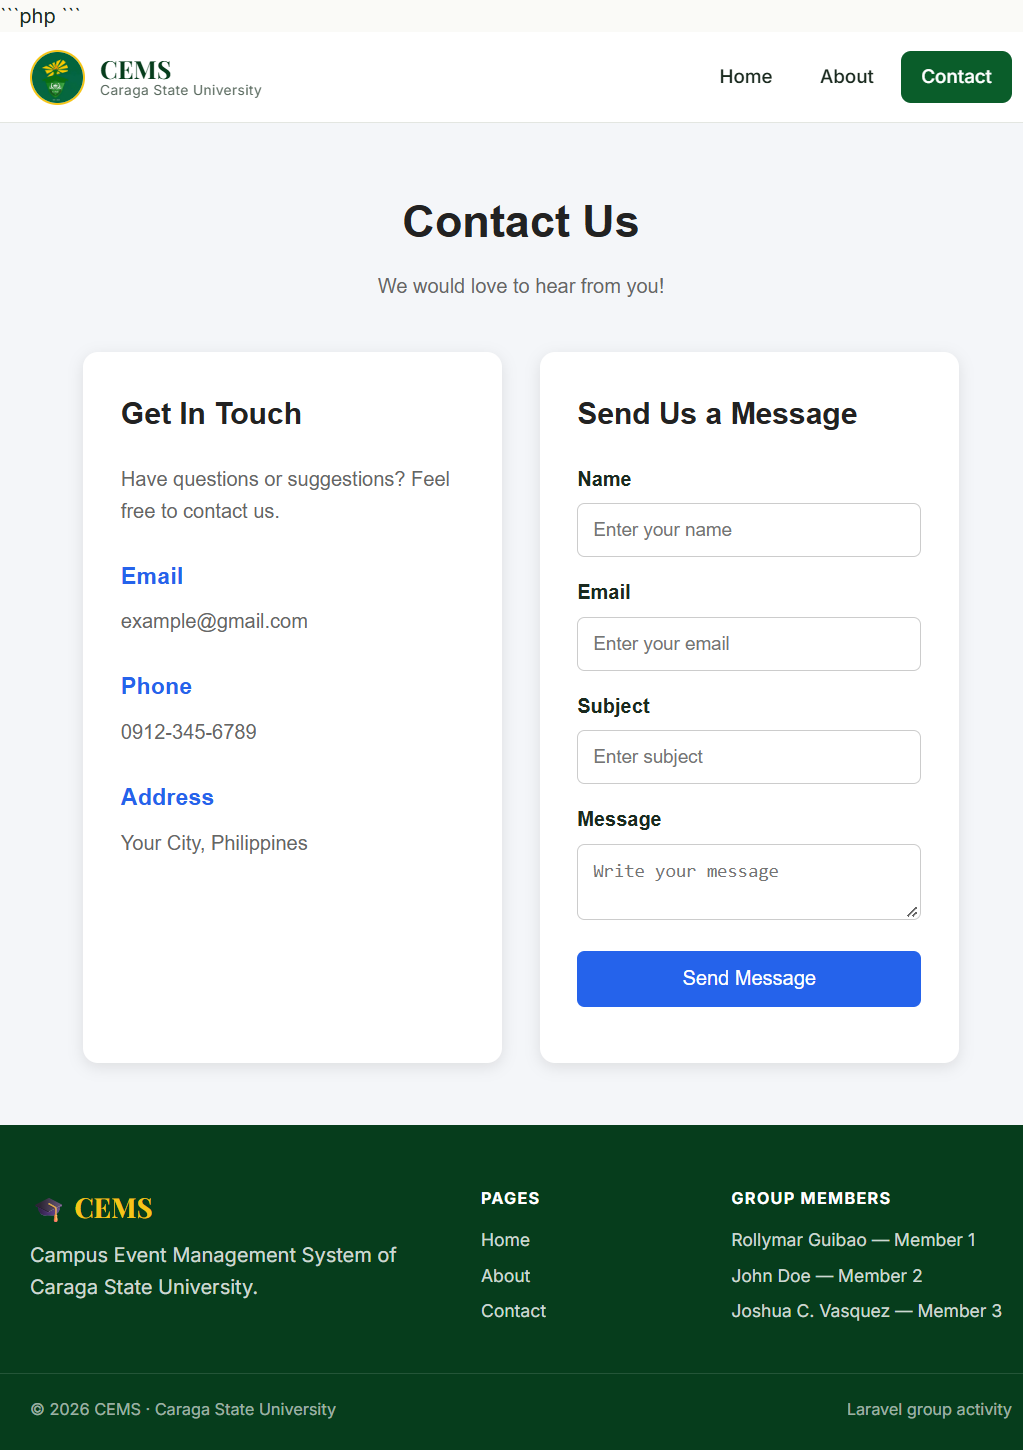 ```php ```
CEMS
Caraga State University
Home
About
Contact
Contact Us
We would love to hear from you!
Get In Touch
Have questions or suggestions? Feel
free to contact us.
Email
example@gmail.com
Phone
0912-345-6789
Address
Your City, Philippines
Send Us a Message
Name
Enter your name
Email
Enter your email
Subject
Enter subject
Message
Write your message
Send Message
CEMS
Campus Event Management System of
Caraga State University.
PAGES
Home
About
Contact
GROUP MEMBERS
Rollymar Guibao — Member 1
John Doe — Member 2
Joshua C. Vasquez — Member 3
© 2026 CEMS · Caraga State University
Laravel group activity